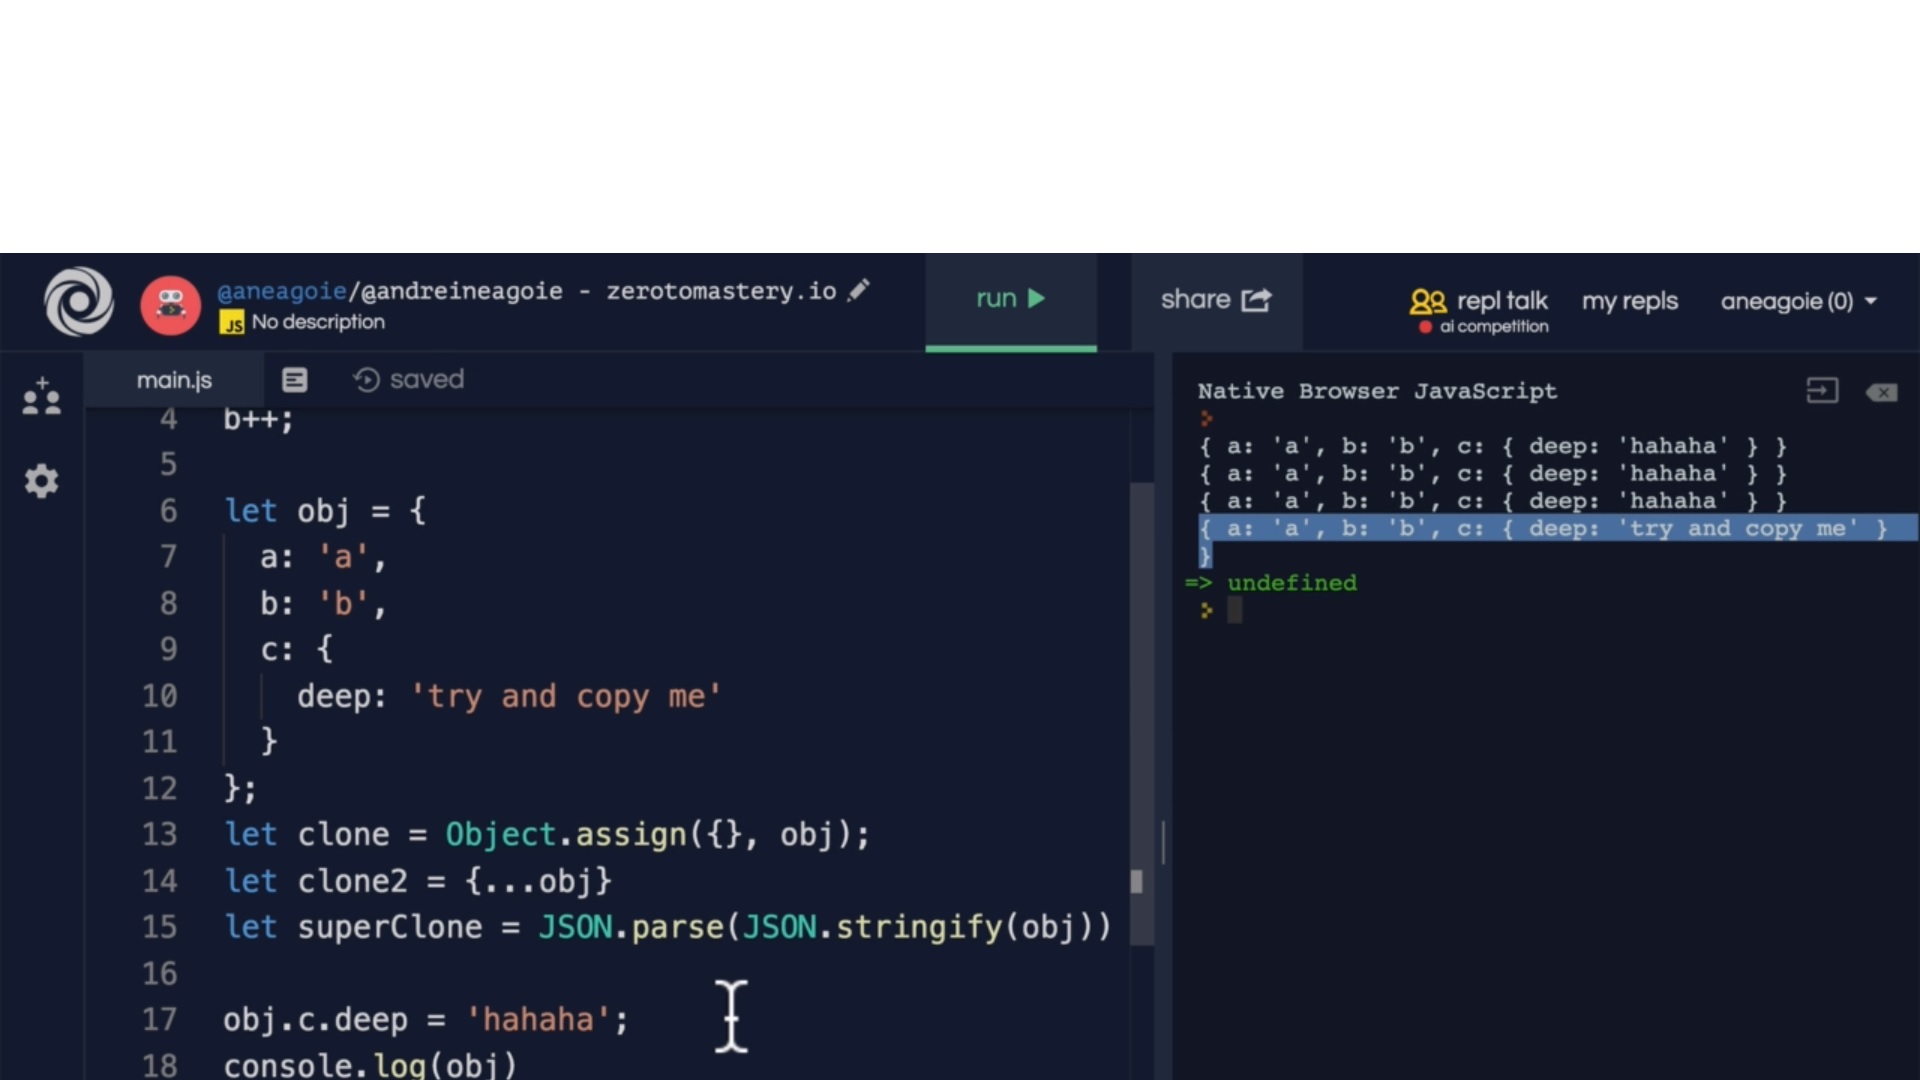 @aneagoie/@andreineagoie - zerotomastery.io
JS No description
run
share
repl talk
ai competition
my repls
aneagoie (0)
main.js
saved
4 b++;
5
6 let obj = {
7 a: 'a',
8 b: 'b',
9 c: {
10 deep: 'try and copy me'
11 }
12 };
13 let clone = Object.assign({}, obj);
14 let clone2 = {...obj}
15 let superClone = JSON.parse(JSON.stringify(obj))
16
17 obj.c.deep = 'hahaha';
18 console.log(obj)
Native Browser JavaScript
{ a: 'a', b: 'b', c: { deep: 'hahaha' } }
{ a: 'a', b: 'b', c: { deep: 'hahaha' } }
{ a: 'a', b: 'b', c: { deep: 'hahaha' } }
{ a: 'a', b: 'b', c: { deep: 'try and copy me' }
}
=> undefined